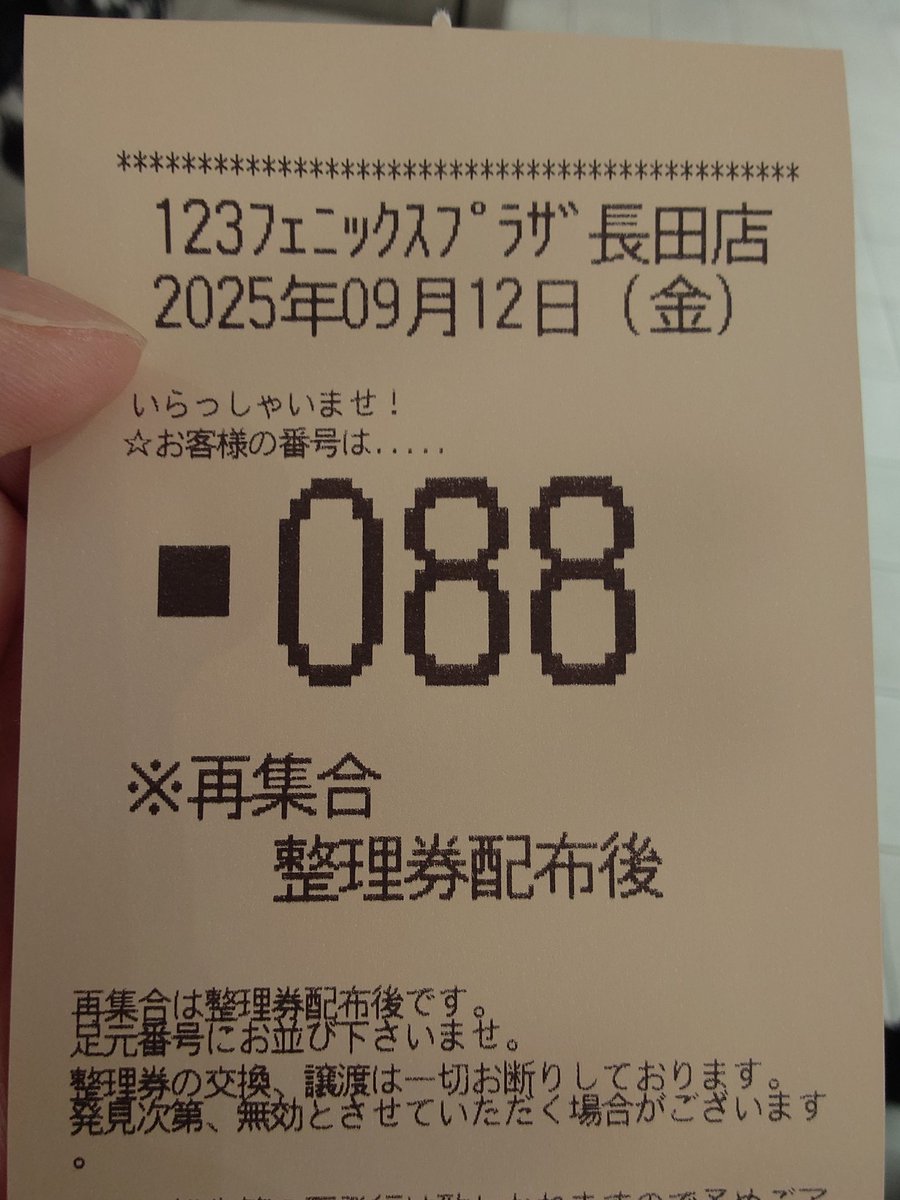 *******************************************
123ﾌｪﾆｯｸｽﾌﾟﾗｻﾞ長田店
2025年09月12日（金）
いらっしゃいませ！
☆お客様の番号は.....
■088
※再集合
整理券配布後
再集合は整理券配布後です。
足元番号にお並び下さいませ。
整理券の交換、譲渡は一切お断りしております。
発見次第、無効とさせていただく場合がございます
。